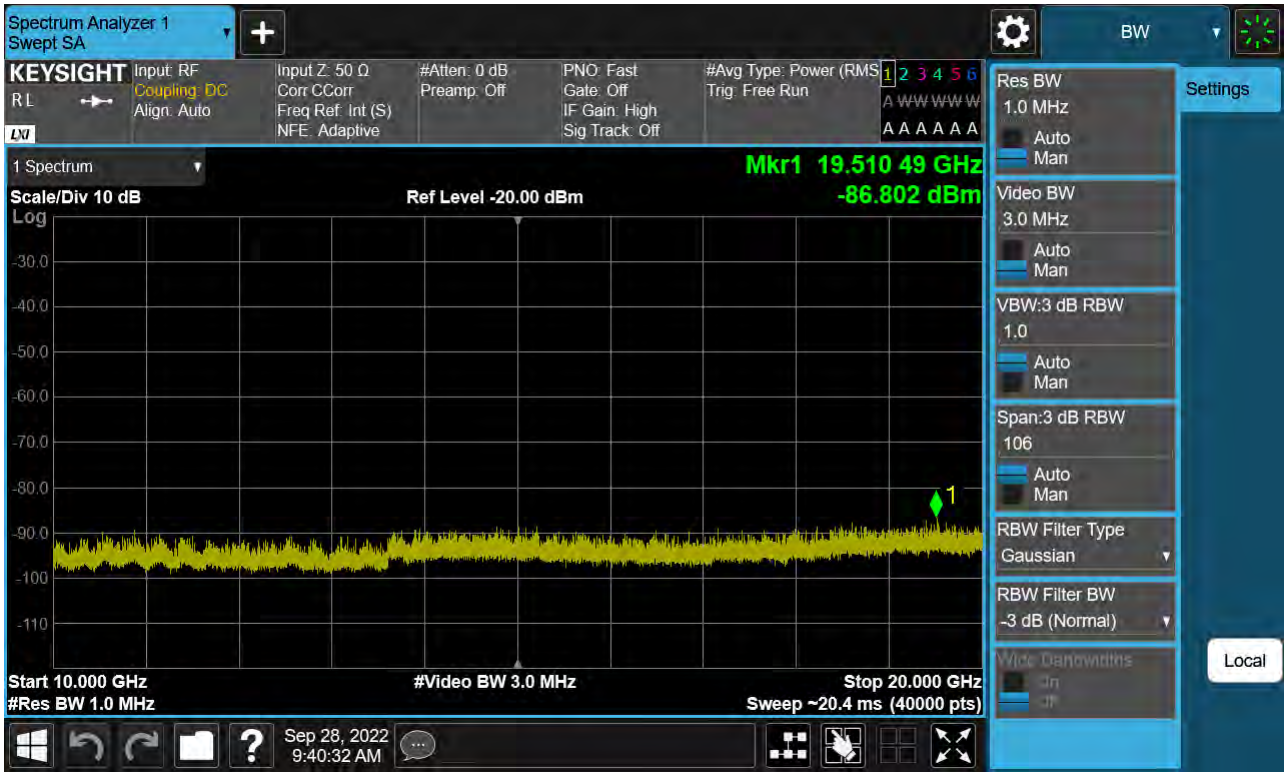 Spectrum Analyzer 1
Swept SA
BW
KEYSIGHT
RL
LXI
Input: RF
Coupling: DC
Align: Auto
Input Z: 50 Ω
Corr CCorr
Freq Ref: Int (S)
NFE: Adaptive
#Atten: 0 dB
Preamp: Off
PNO: Fast
Gate: Off
IF Gain: High
Sig Track: Off
#Avg Type: Power (RMS
Trig: Free Run
1 2 3 4 5 6
A W W W W W
A A A A A A
1 Spectrum
Scale/Div 10 dB
Ref Level -20.00 dBm
Mkr1 19.510 49 GHz
-86.802 dBm
Log
-30.0
-40.0
-50.0
-60.0
-70.0
-80.0
-90.0
-100
-110
1
Start 10.000 GHz
#Video BW 3.0 MHz
Stop 20.000 GHz
#Res BW 1.0 MHz
Sweep ~20.4 ms (40000 pts)
Res BW
1.0 MHz
Auto
Man
Video BW
3.0 MHz
Auto
Man
VBW:3 dB RBW
1.0
Auto
Man
Span:3 dB RBW
106
Auto
Man
RBW Filter Type
Gaussian
RBW Filter BW
-3 dB (Normal)
Settings
Local
?
Sep 28, 2022
9:40:32 AM